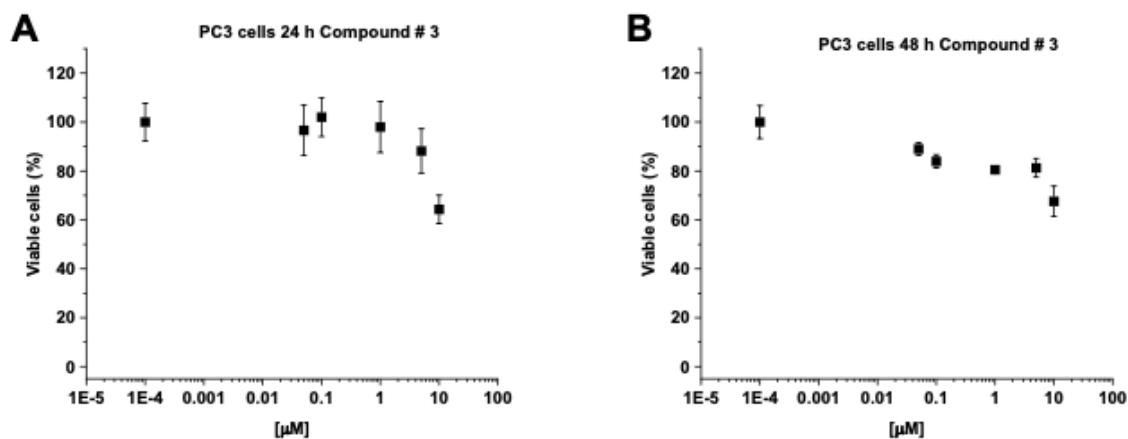 A
PC3 cells 24 h Compound # 3
Viable cells (%)
120
100
80
60
40
20
0
1E-5 1E-4 0.001 0.01 0.1 1 10 100
[µM]
B
PC3 cells 48 h Compound # 3
Viable cells (%)
120
100
80
60
40
20
0
1E-5 1E-4 0.001 0.01 0.1 1 10 100
[µM]